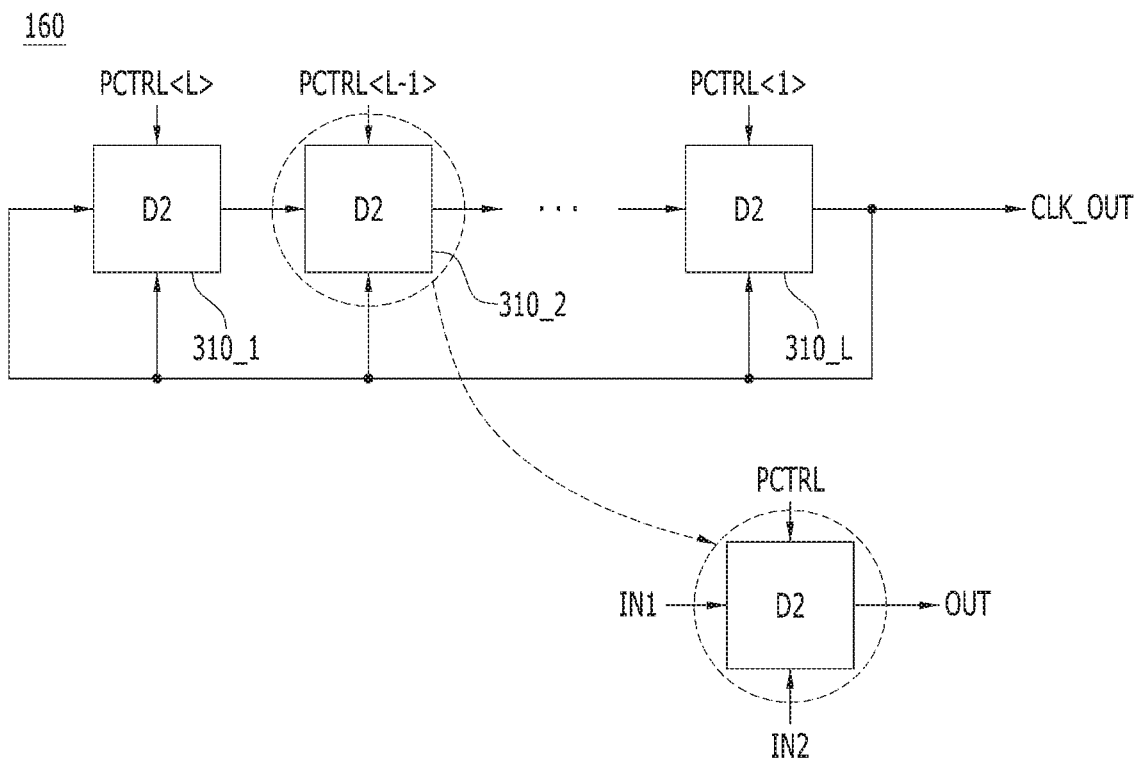 160
PCTRL<L>
PCTRL<L-1>
PCTRL<1>
D2
D2
...
D2
CLK_OUT
310_1
310_2
310_L
PCTRL
IN1
D2
OUT
IN2